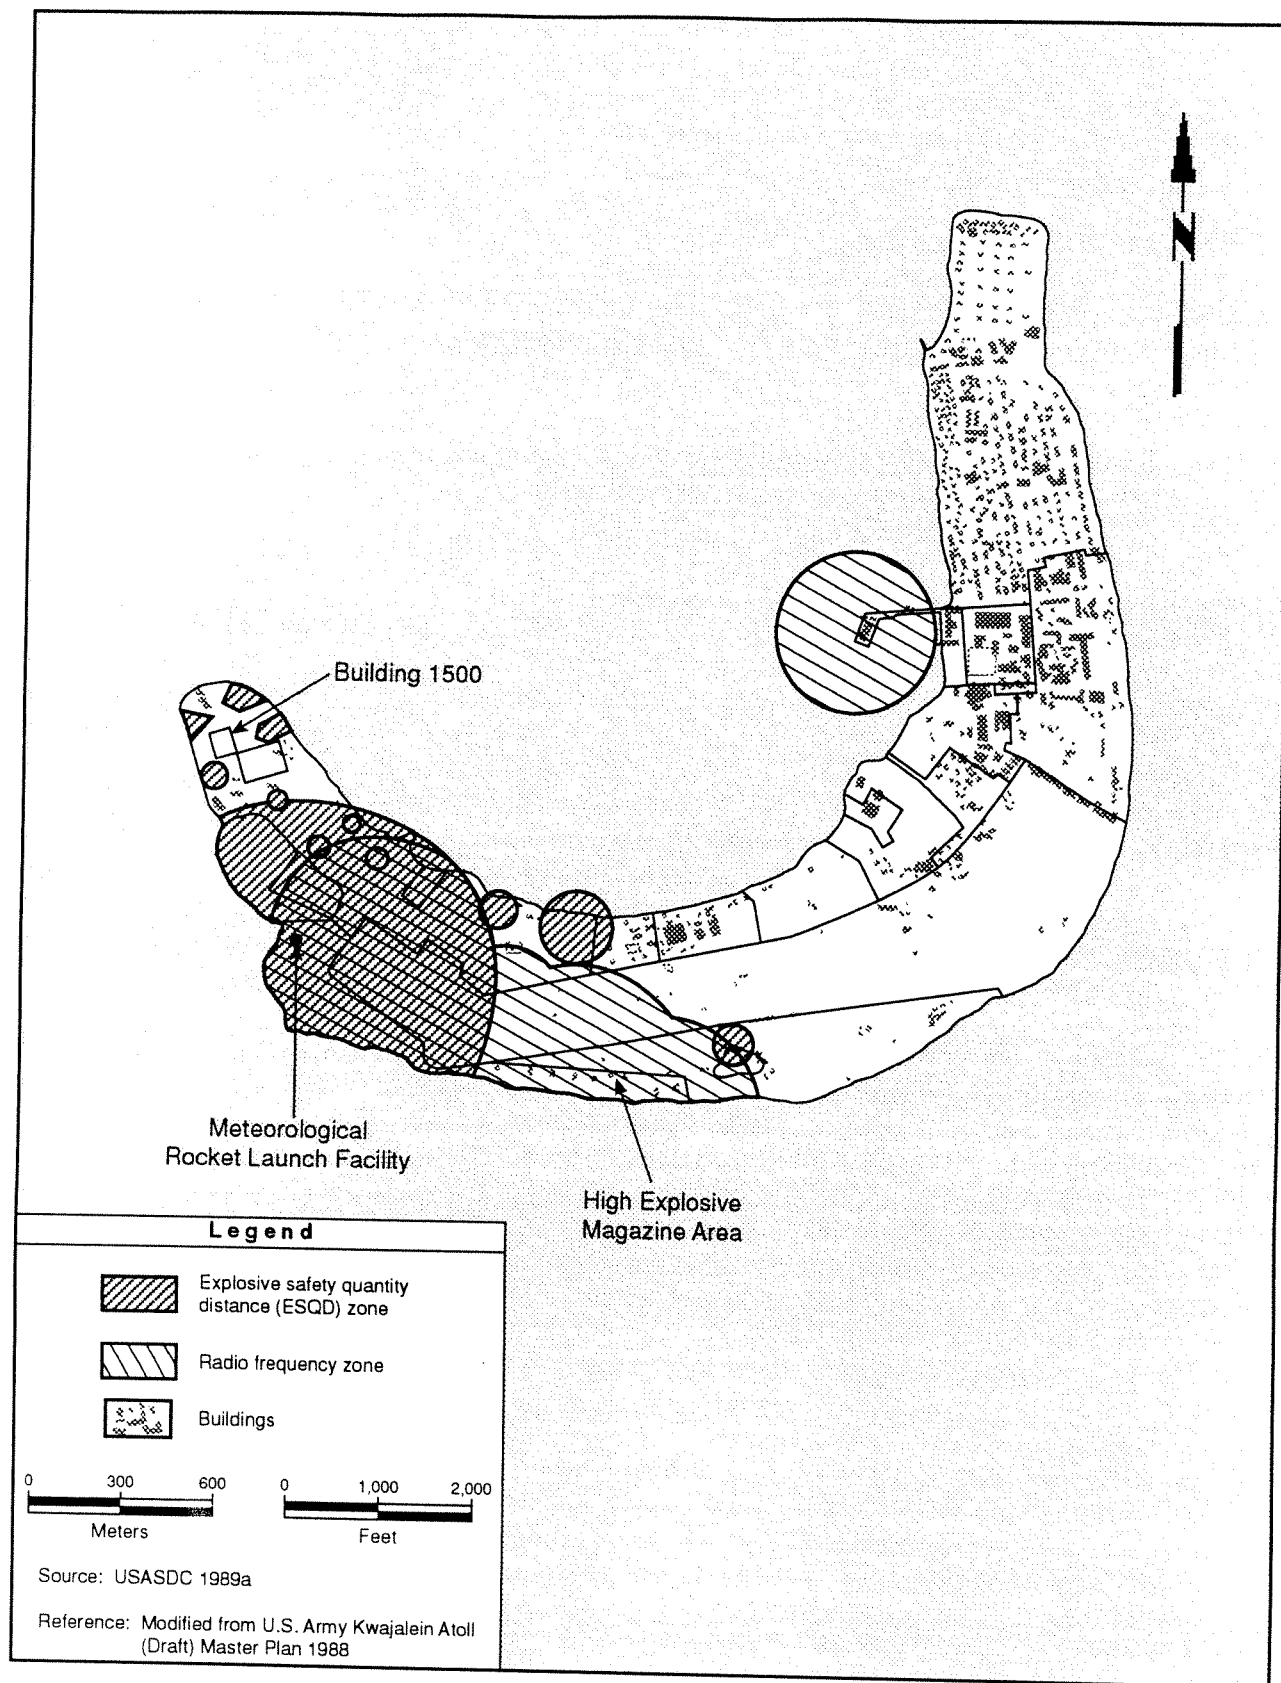 N
Building 1500
Meteorological
Rocket Launch Facility
High Explosive
Magazine Area
Legend
Explosive safety quantity
distance (ESQD) zone
Radio frequency zone
Buildings
0 300 600
Meters
0 1,000 2,000
Feet
Source: USASDC 1989a
Reference: Modified from U.S. Army Kwajalein Atoll
(Draft) Master Plan 1988